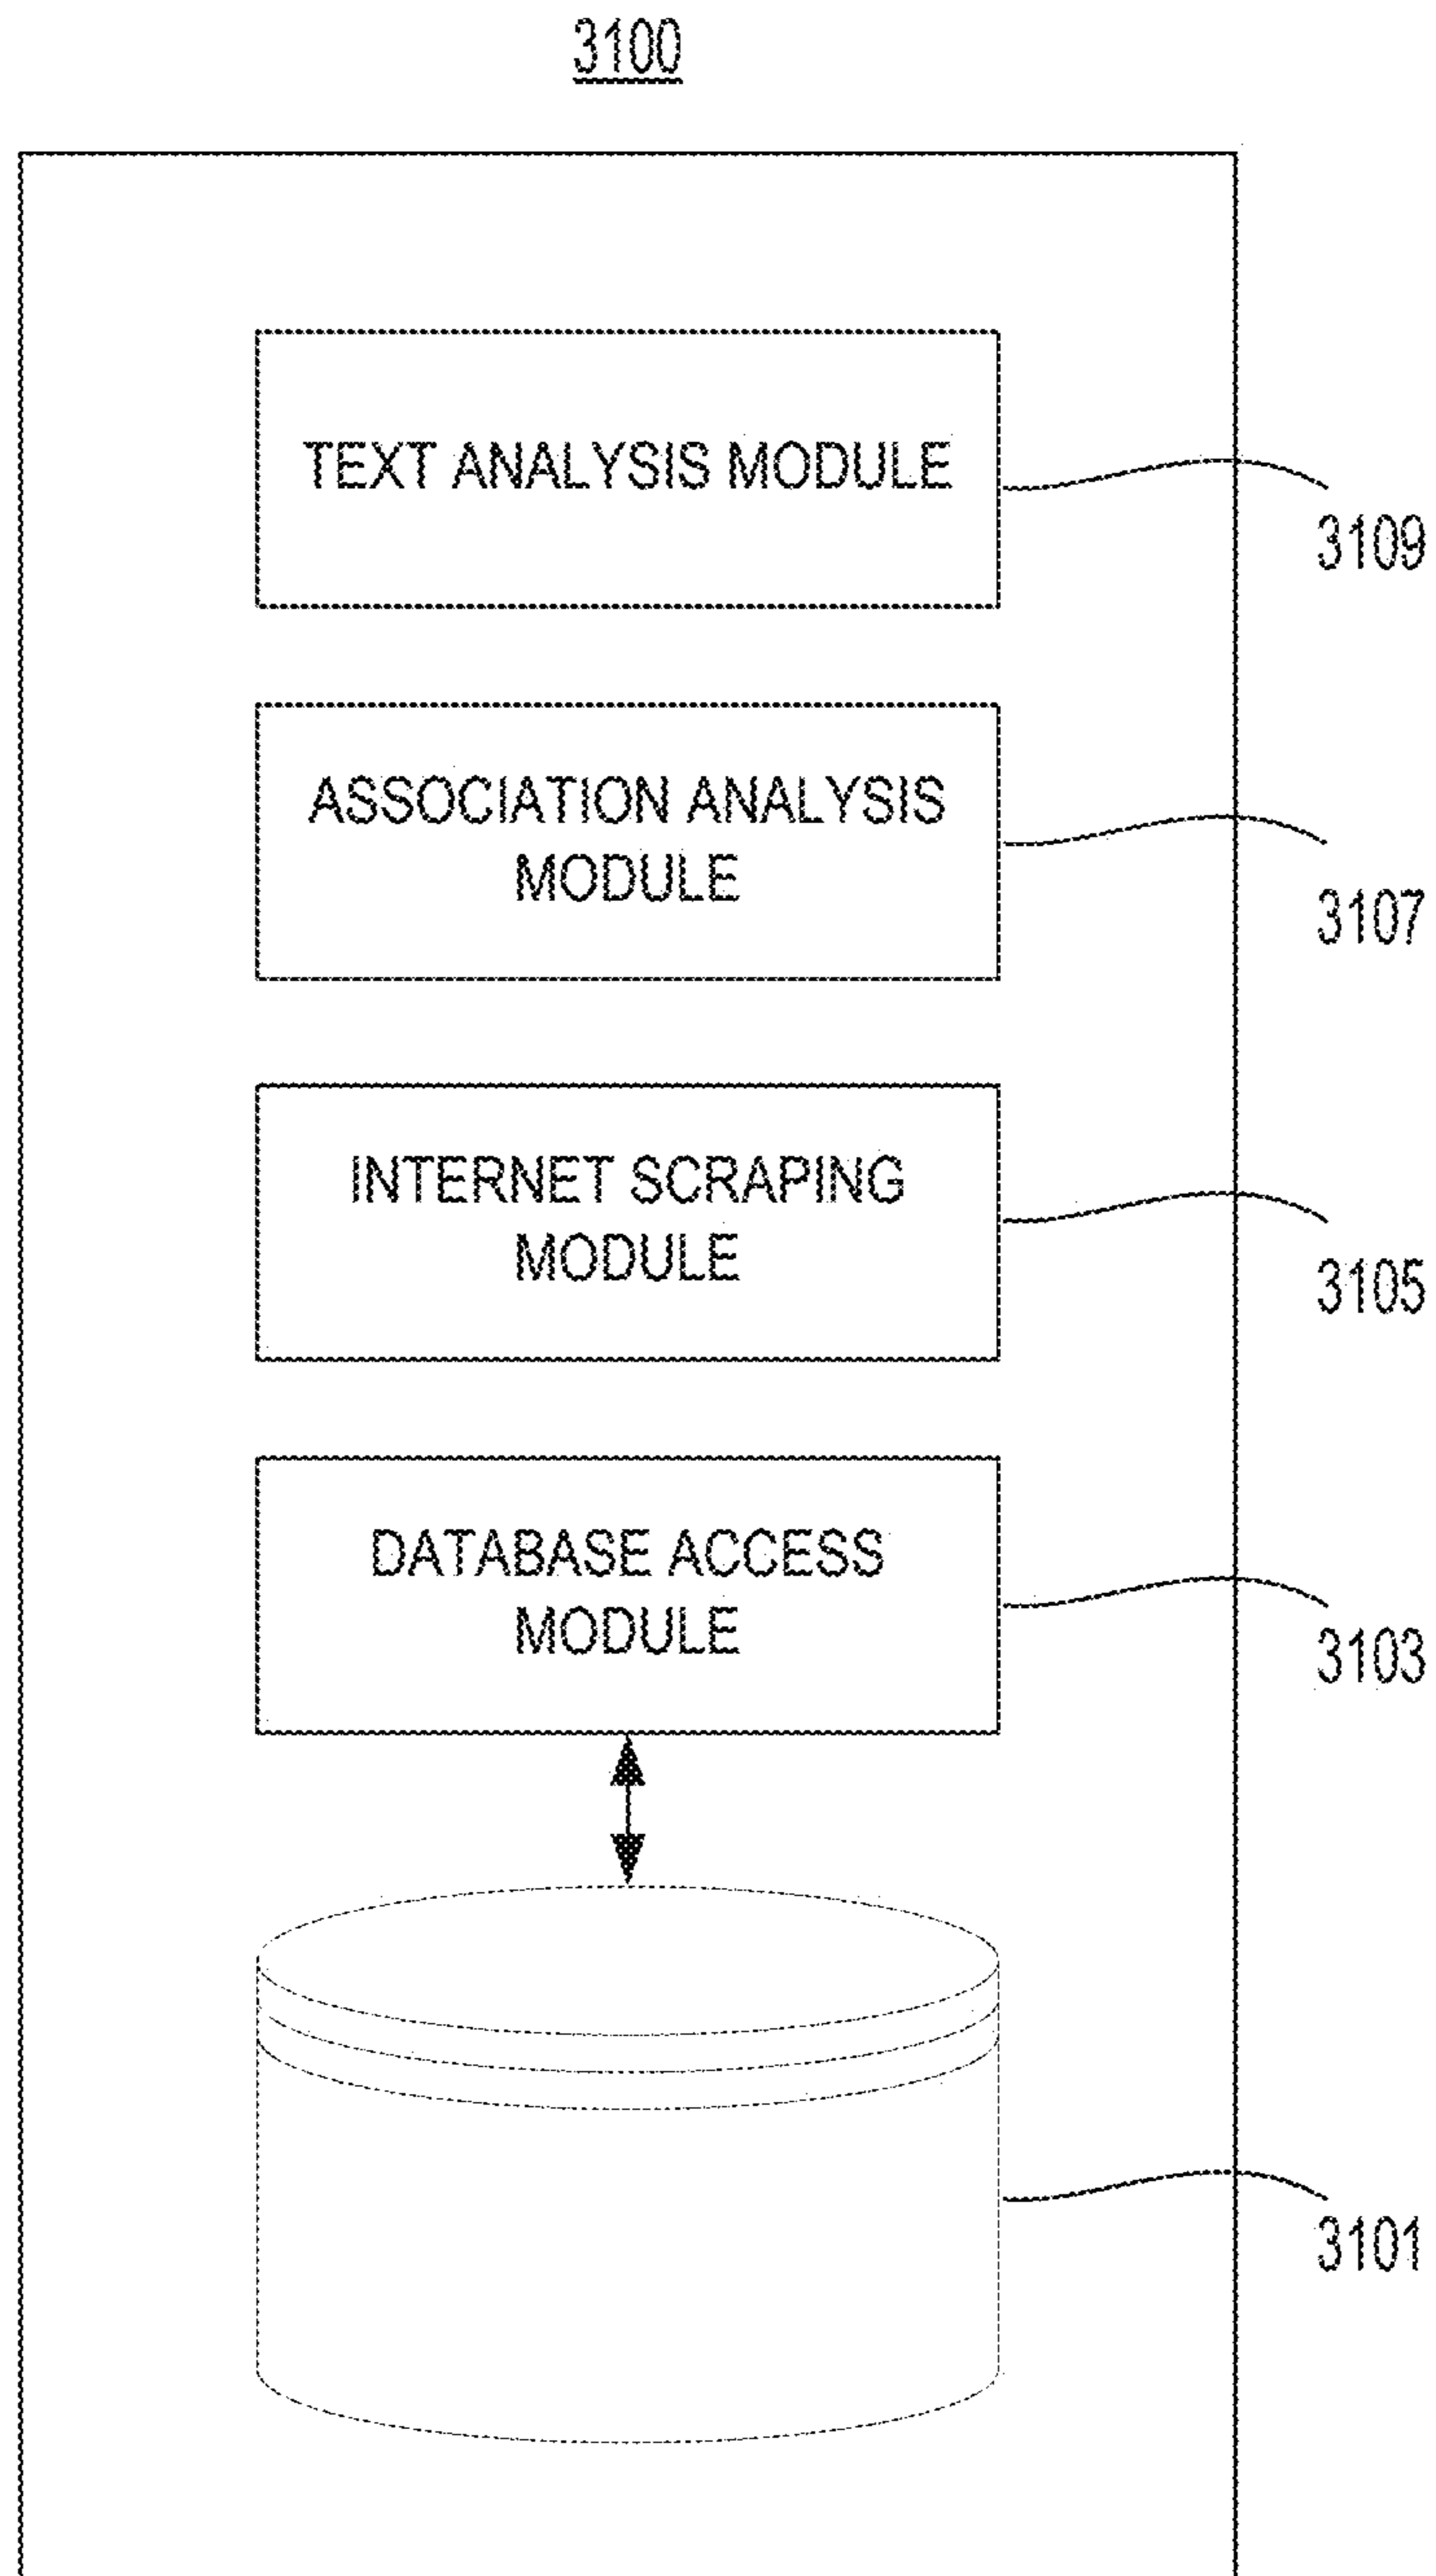 3100
TEXT ANALYSIS MODULE
3109
ASSOCIATION ANALYSIS
MODULE
3107
INTERNET SCRAPING
MODULE
3105
DATABASE ACCESS
MODULE
3103
3101